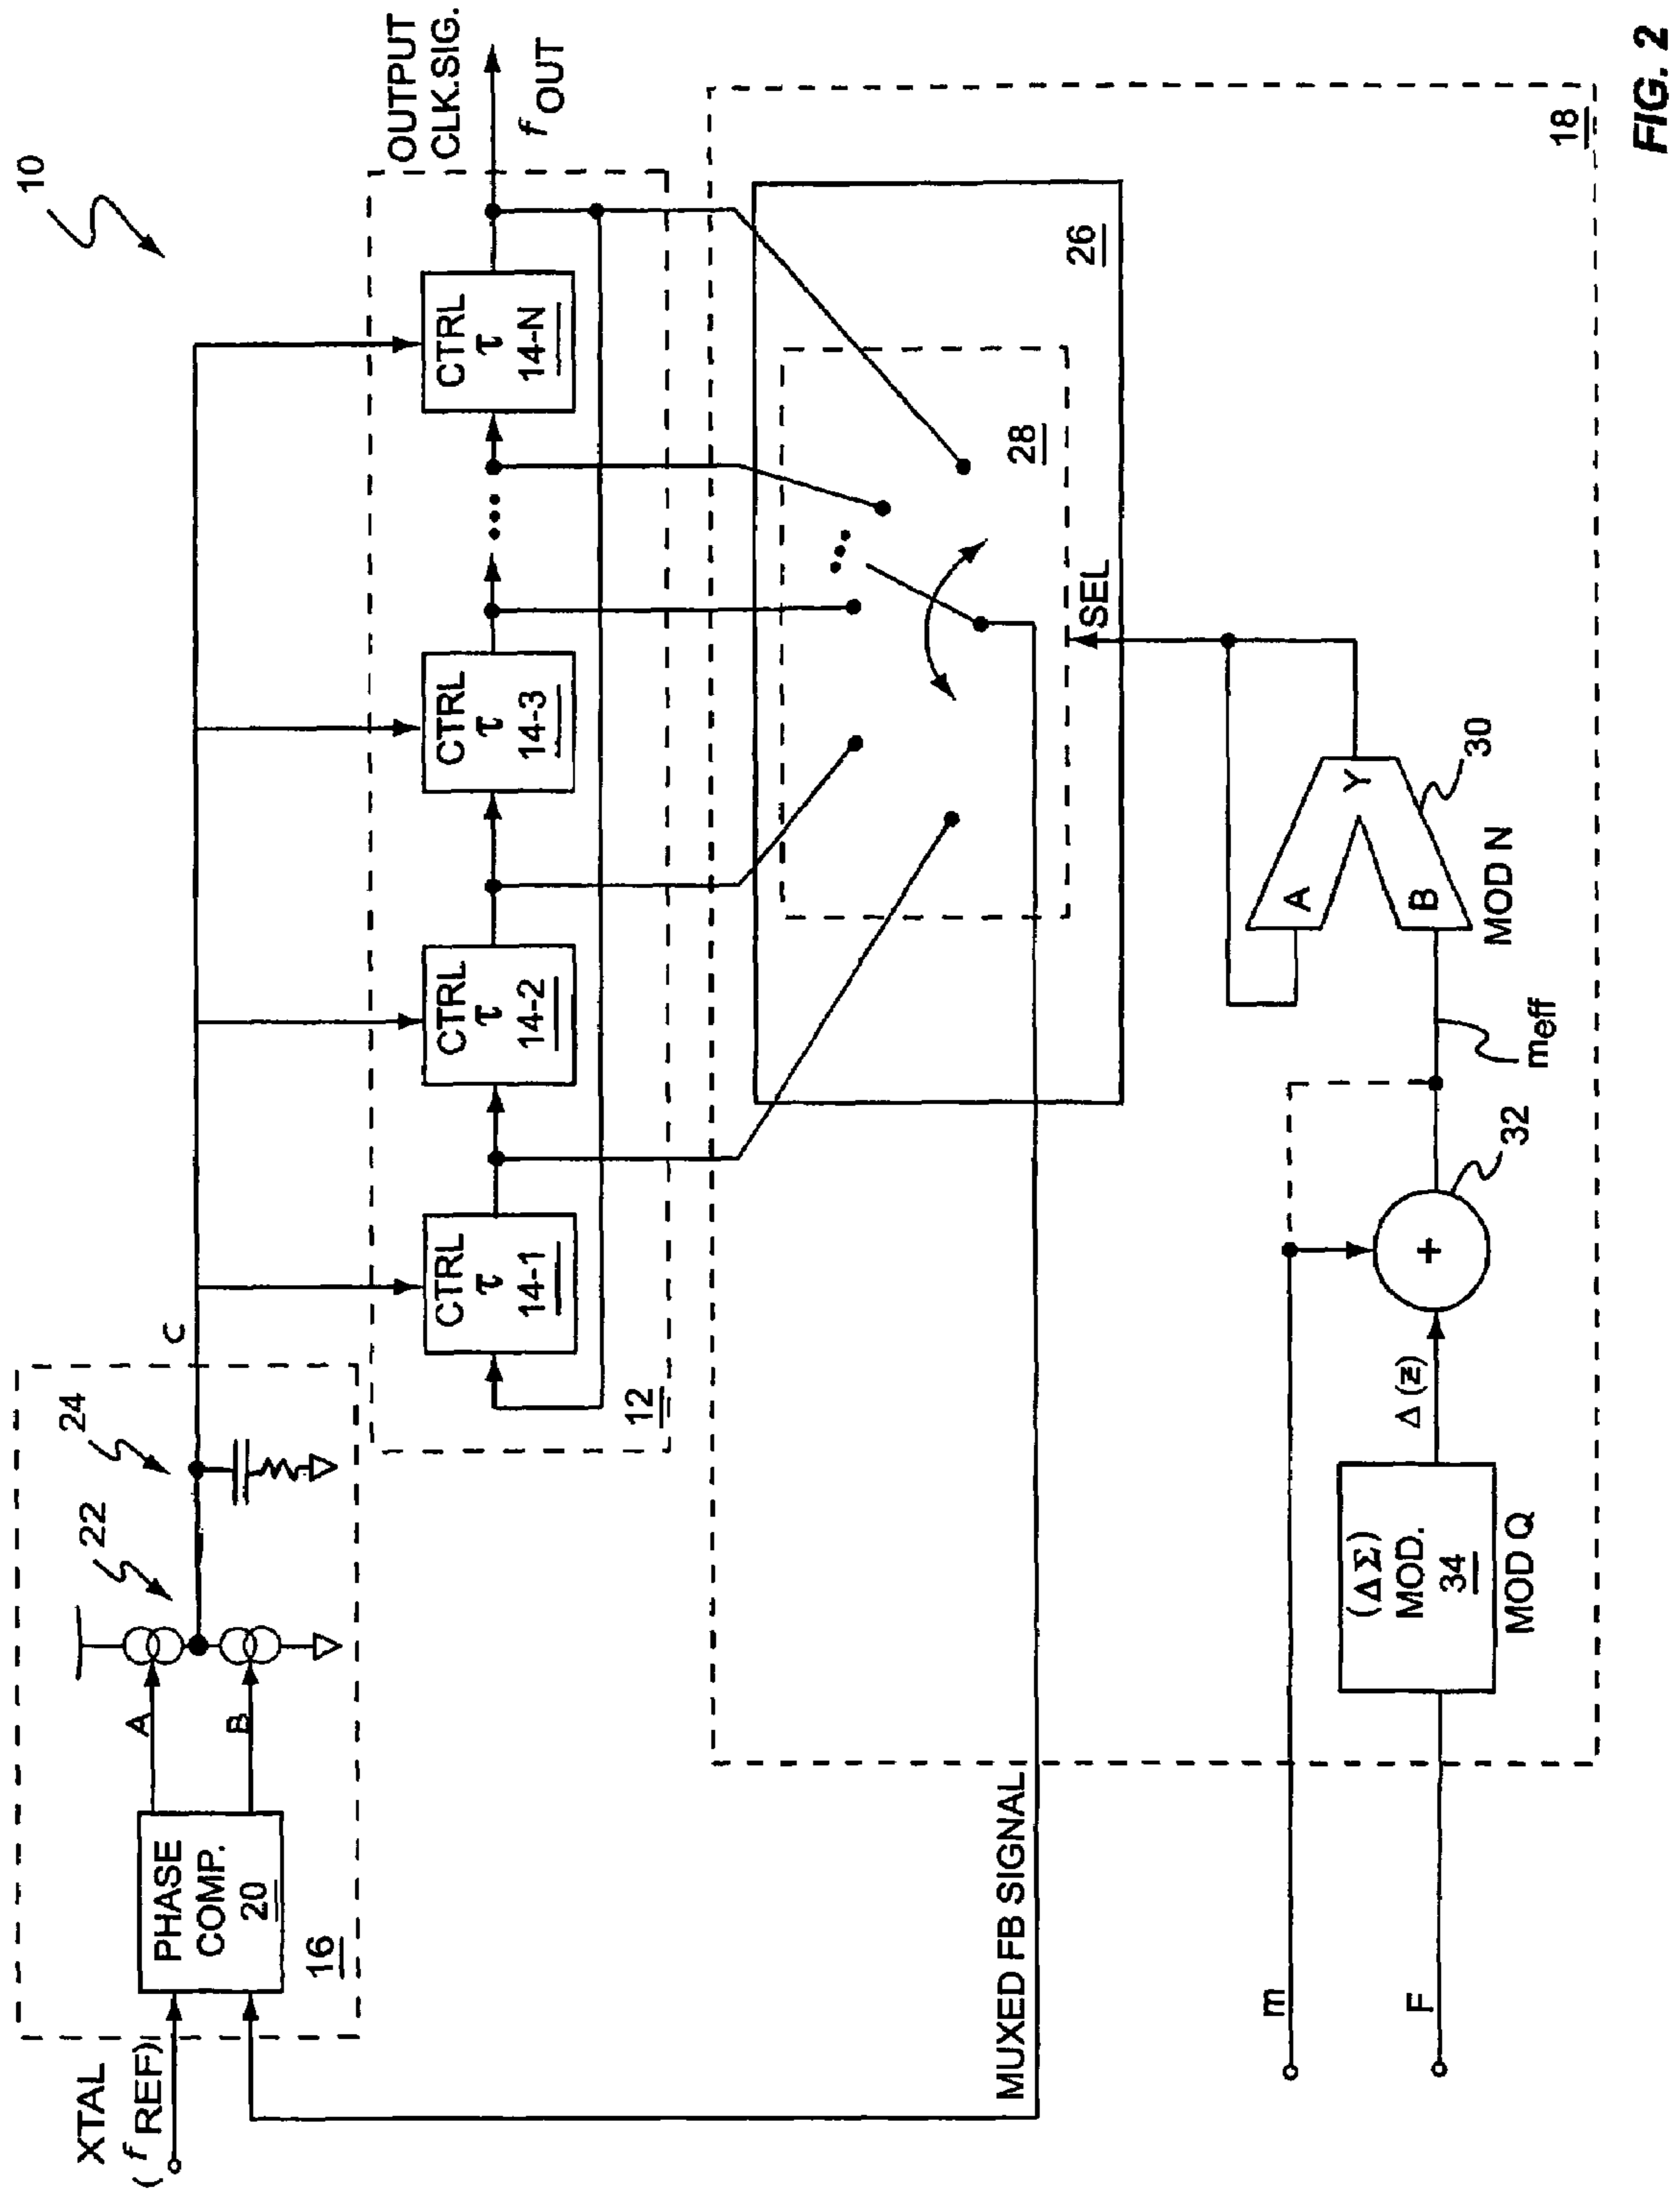 10
OUTPUT
CLK.SIG.
fOUT
XTAL
(fREF)
PHASE
COMP.
20
16
A
B
22
24
C
CTRL
τ
14-1
CTRL
τ
14-2
CTRL
τ
14-3
...
CTRL
τ
14-N
12
...
28
26
SEL
MUXED FB SIGNAL
A
B
Y
30
MOD N
meff
m
F
(ΔΣ)
MOD.
34
MOD Q
Δ(z)
+
32
18
FIG. 2